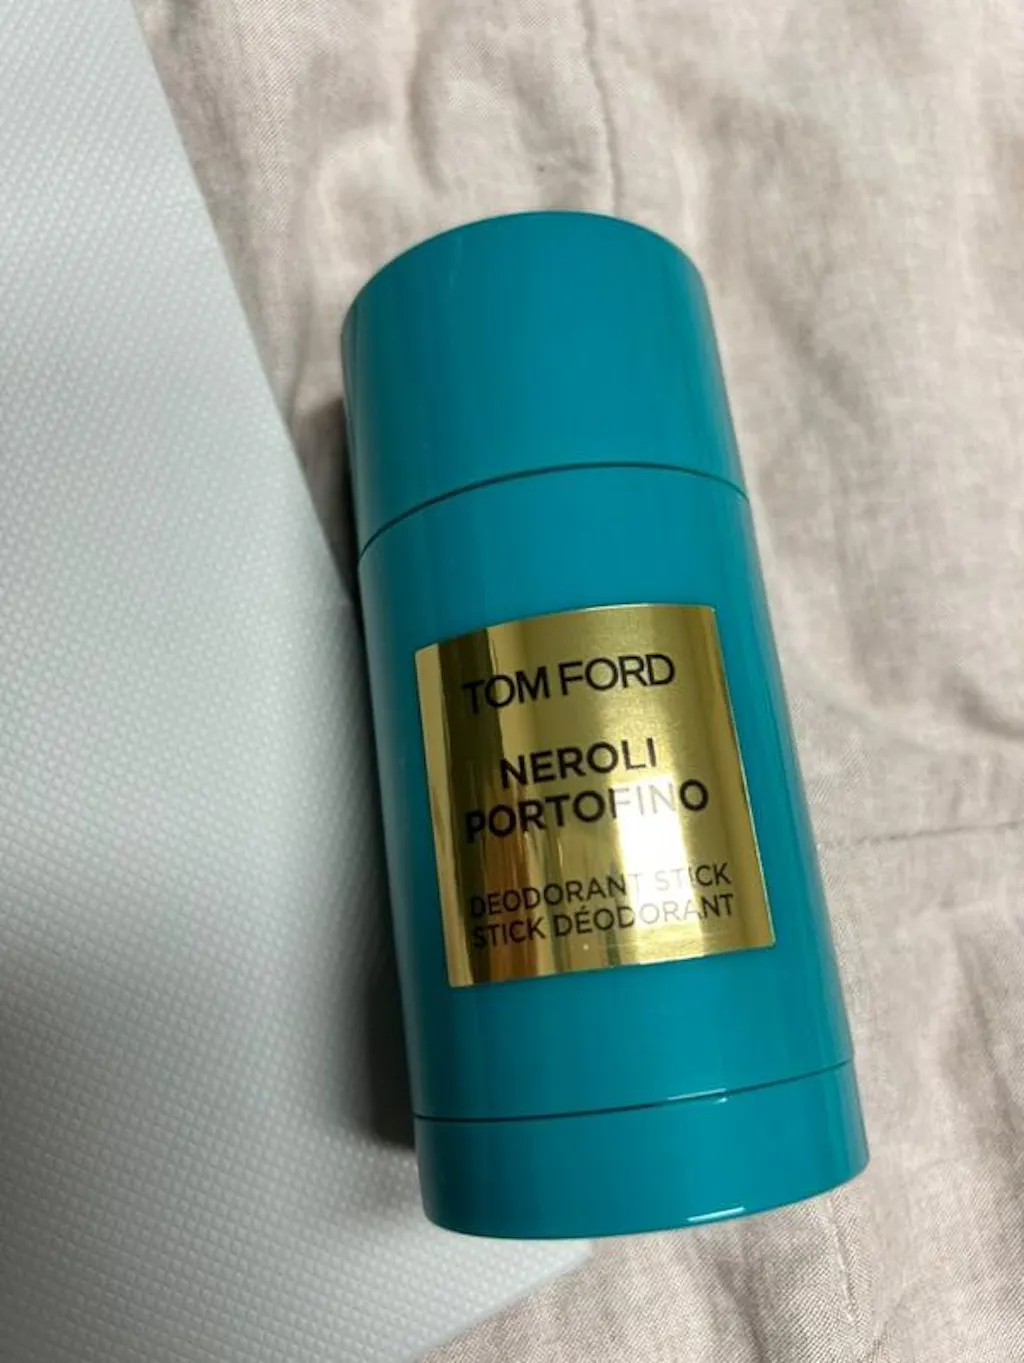 TOM FORD
NEROLI
PORTOFINO
DEODORANT STICK
STICK DÉODORANT